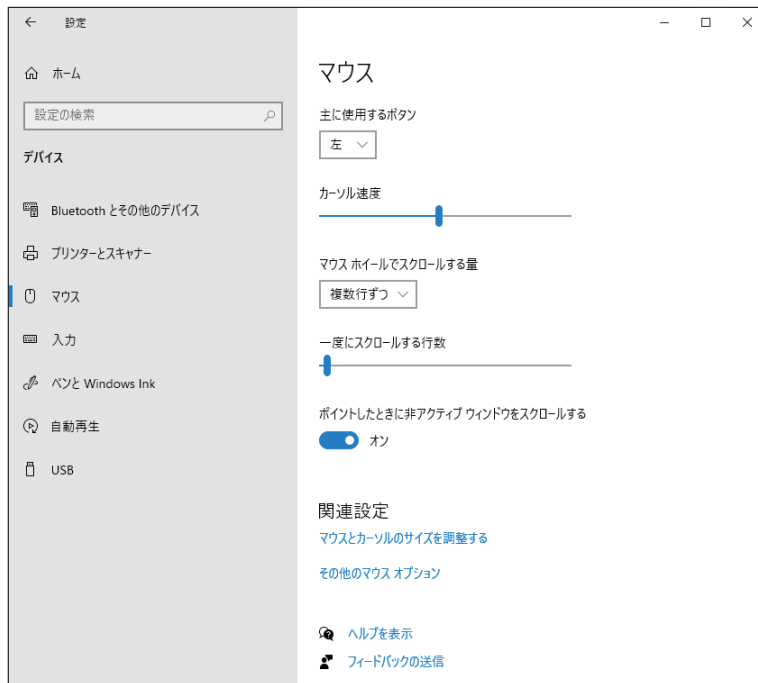 設定
ホーム
設定の検索
デバイス
Bluetooth とその他のデバイス
プリンターとスキャナー
マウス
入力
ペンと Windows Ink
自動再生
USB
マウス
主に使用するボタン
左
カーソル速度
マウス ホイールでスクロールする量
複数行ずつ
一度にスクロールする行数
ポイントしたときに非アクティブ ウィンドウをスクロールする
オン
関連設定
マウスとカーソルのサイズを調整する
その他のマウス オプション
ヘルプを表示
フィードバックの送信